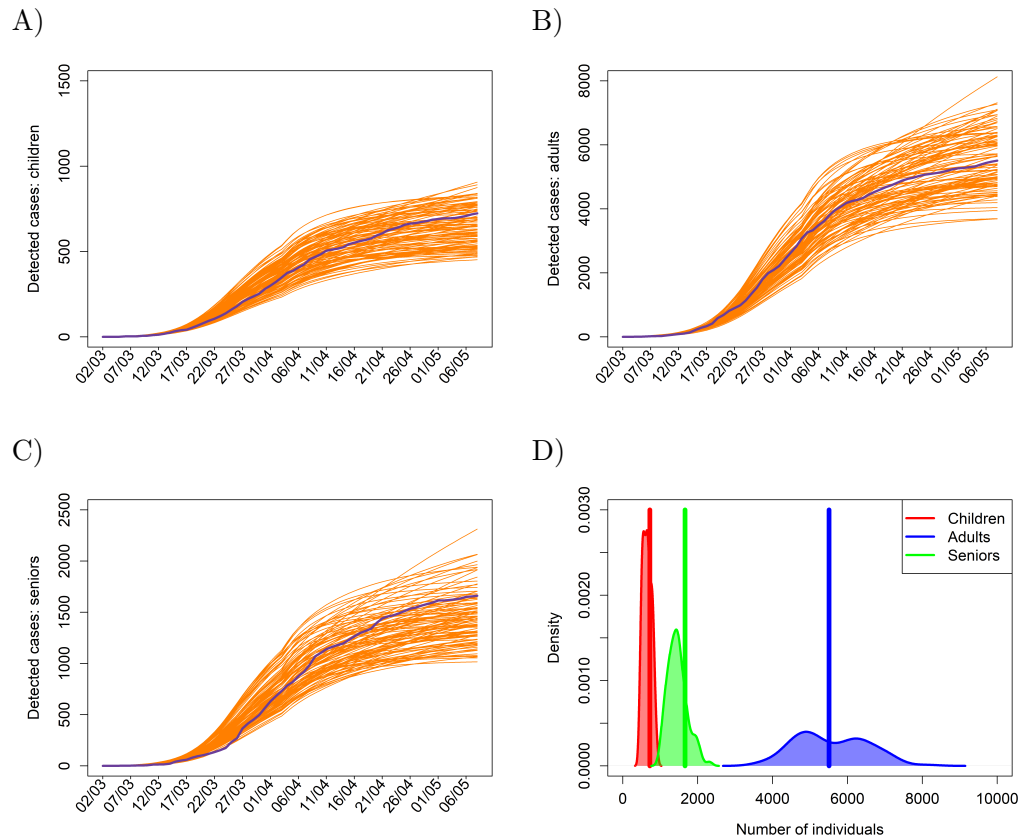 A)
Detected cases: children
1500
1000
500
0
02/03 07/03 12/03 17/03 22/03 27/03 01/04 06/04 11/04 16/04 21/04 26/04 01/05 06/05
B)
Detected cases: adults
8000
6000
4000
2000
0
02/03 07/03 12/03 17/03 22/03 27/03 01/04 06/04 11/04 16/04 21/04 26/04 01/05 06/05
C)
Detected cases: seniors
2500
2000
1500
1000
500
0
02/03 07/03 12/03 17/03 22/03 27/03 01/04 06/04 11/04 16/04 21/04 26/04 01/05 06/05
D)
Density
0.0030
0.0020
0.0010
0.0000
Children
Adults
Seniors
0 2000 4000 6000 8000 10000
Number of individuals